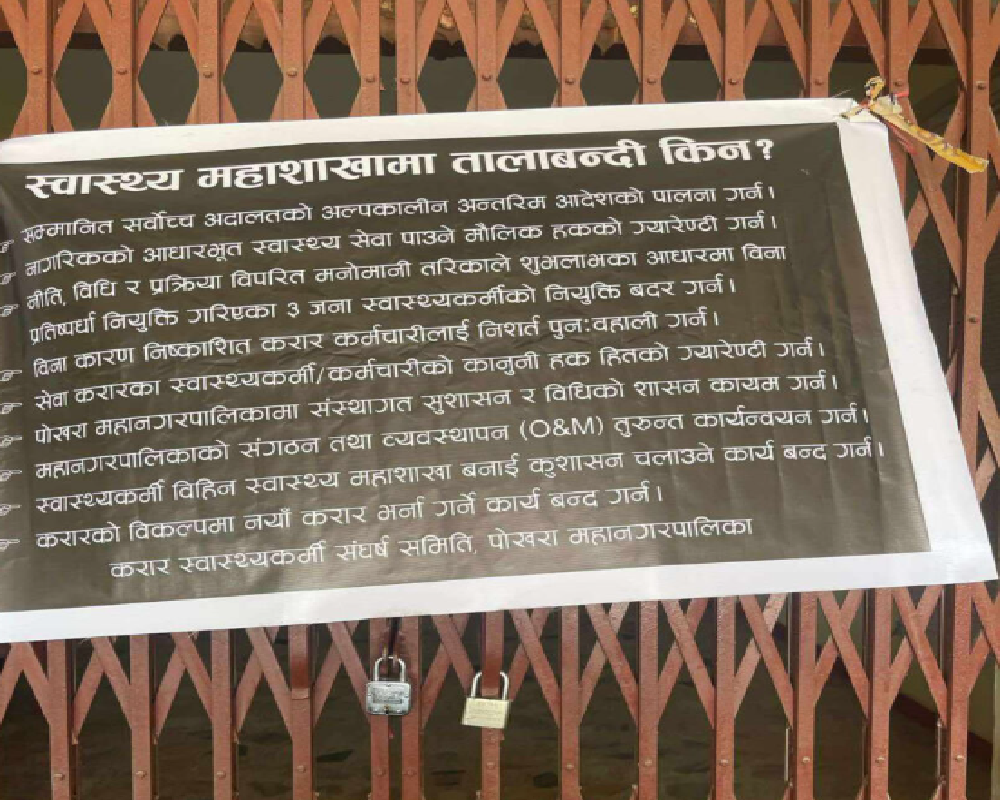 स्वास्थ्य महाशाखामा तालाबन्दी किन?
सम्मानित सर्वोच्च अदालतको अल्पकालीन अन्तरिम आदेशको पालना गर्न।
नागरिकको आधारभूत स्वास्थ्य सेवा पाउने मौलिक हकको ग्यारेण्टी गर्न।
नीति, विधि र प्रक्रिया विपरित मनोमानी तरिकाले शुभलाभका आधारमा विना
प्रतिष्पर्धा नियुक्ति गरिएका ३ जना स्वास्थ्यकर्मीको नियुक्ति बदर गर्न।
विना कारण निष्काशित करार कर्मचारीलाई निशर्त पुन:वहाली गर्न।
सेवा करारका स्वास्थ्यकर्मी/कर्मचारीको कानुनी हक हितको ग्यारेण्टी गर्न।
पोखरा महानगरपालिकामा संस्थागत सुशासन र विधिको शासन कायम गर्न।
महानगरपालिकाको संगठन तथा व्यवस्थापन (O&M) तुरुन्त कार्यन्वयन गर्न।
स्वास्थ्यकर्मी विहिन स्वास्थ्य महाशाखा बनाई कुशासन चलाउने कार्य बन्द गर्न।
करारको विकल्पमा नयाँ करार भर्ना गर्ने कार्य बन्द गर्न।
करार स्वास्थ्यकर्मी संघर्ष समिति, पोखरा महानगरपालिका